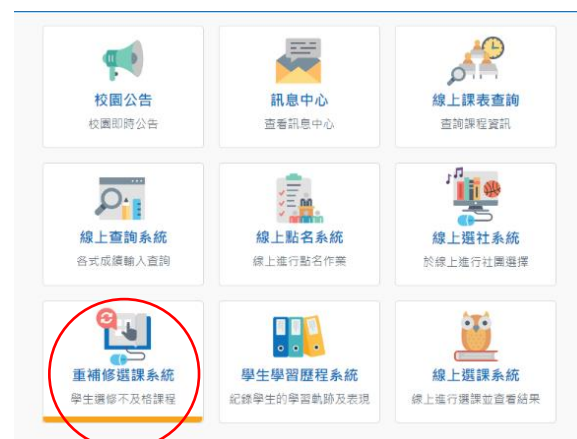 校園公告
校園即時公告
訊息中心
查看訊息中心
線上課表查詢
查詢課程資訊
線上查詢系統
各式成績輸入查詢
線上點名系統
線上進行點名作業
線上選社系統
於線上進行社團選擇
重補修選課系統
學生選修不及格課程
學生學習歷程系統
紀錄學生的學習軌跡及表現
線上選課系統
線上進行選課並查看結果